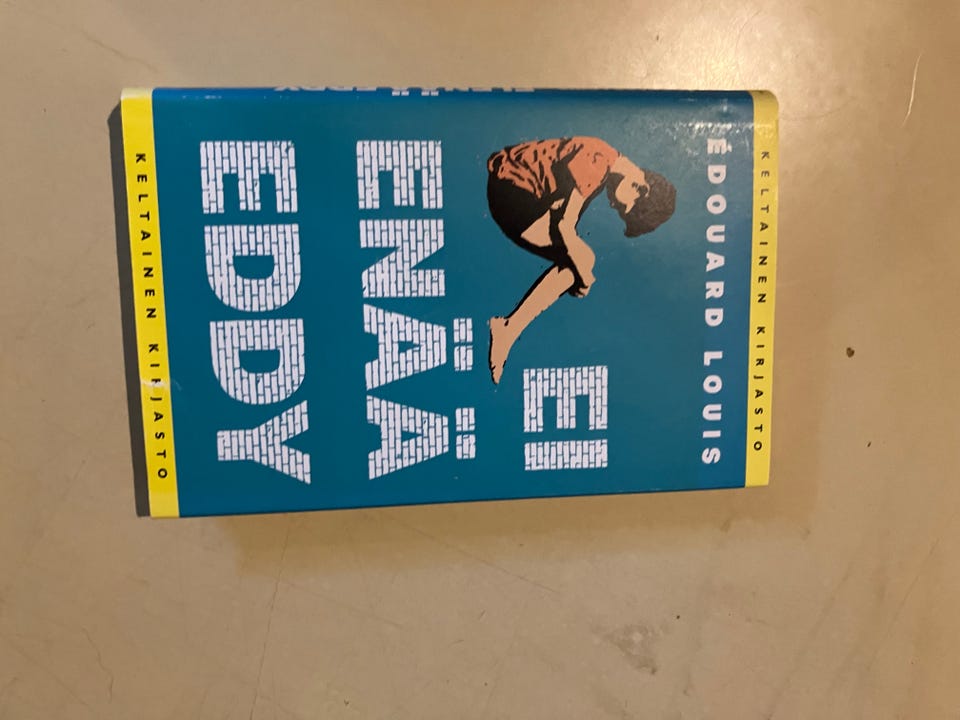 KELTAINEN KIRJASTO
ÉDOUARD LOUIS
EI
ENÄÄ
EDDY
KELTAINEN KIRJASTO